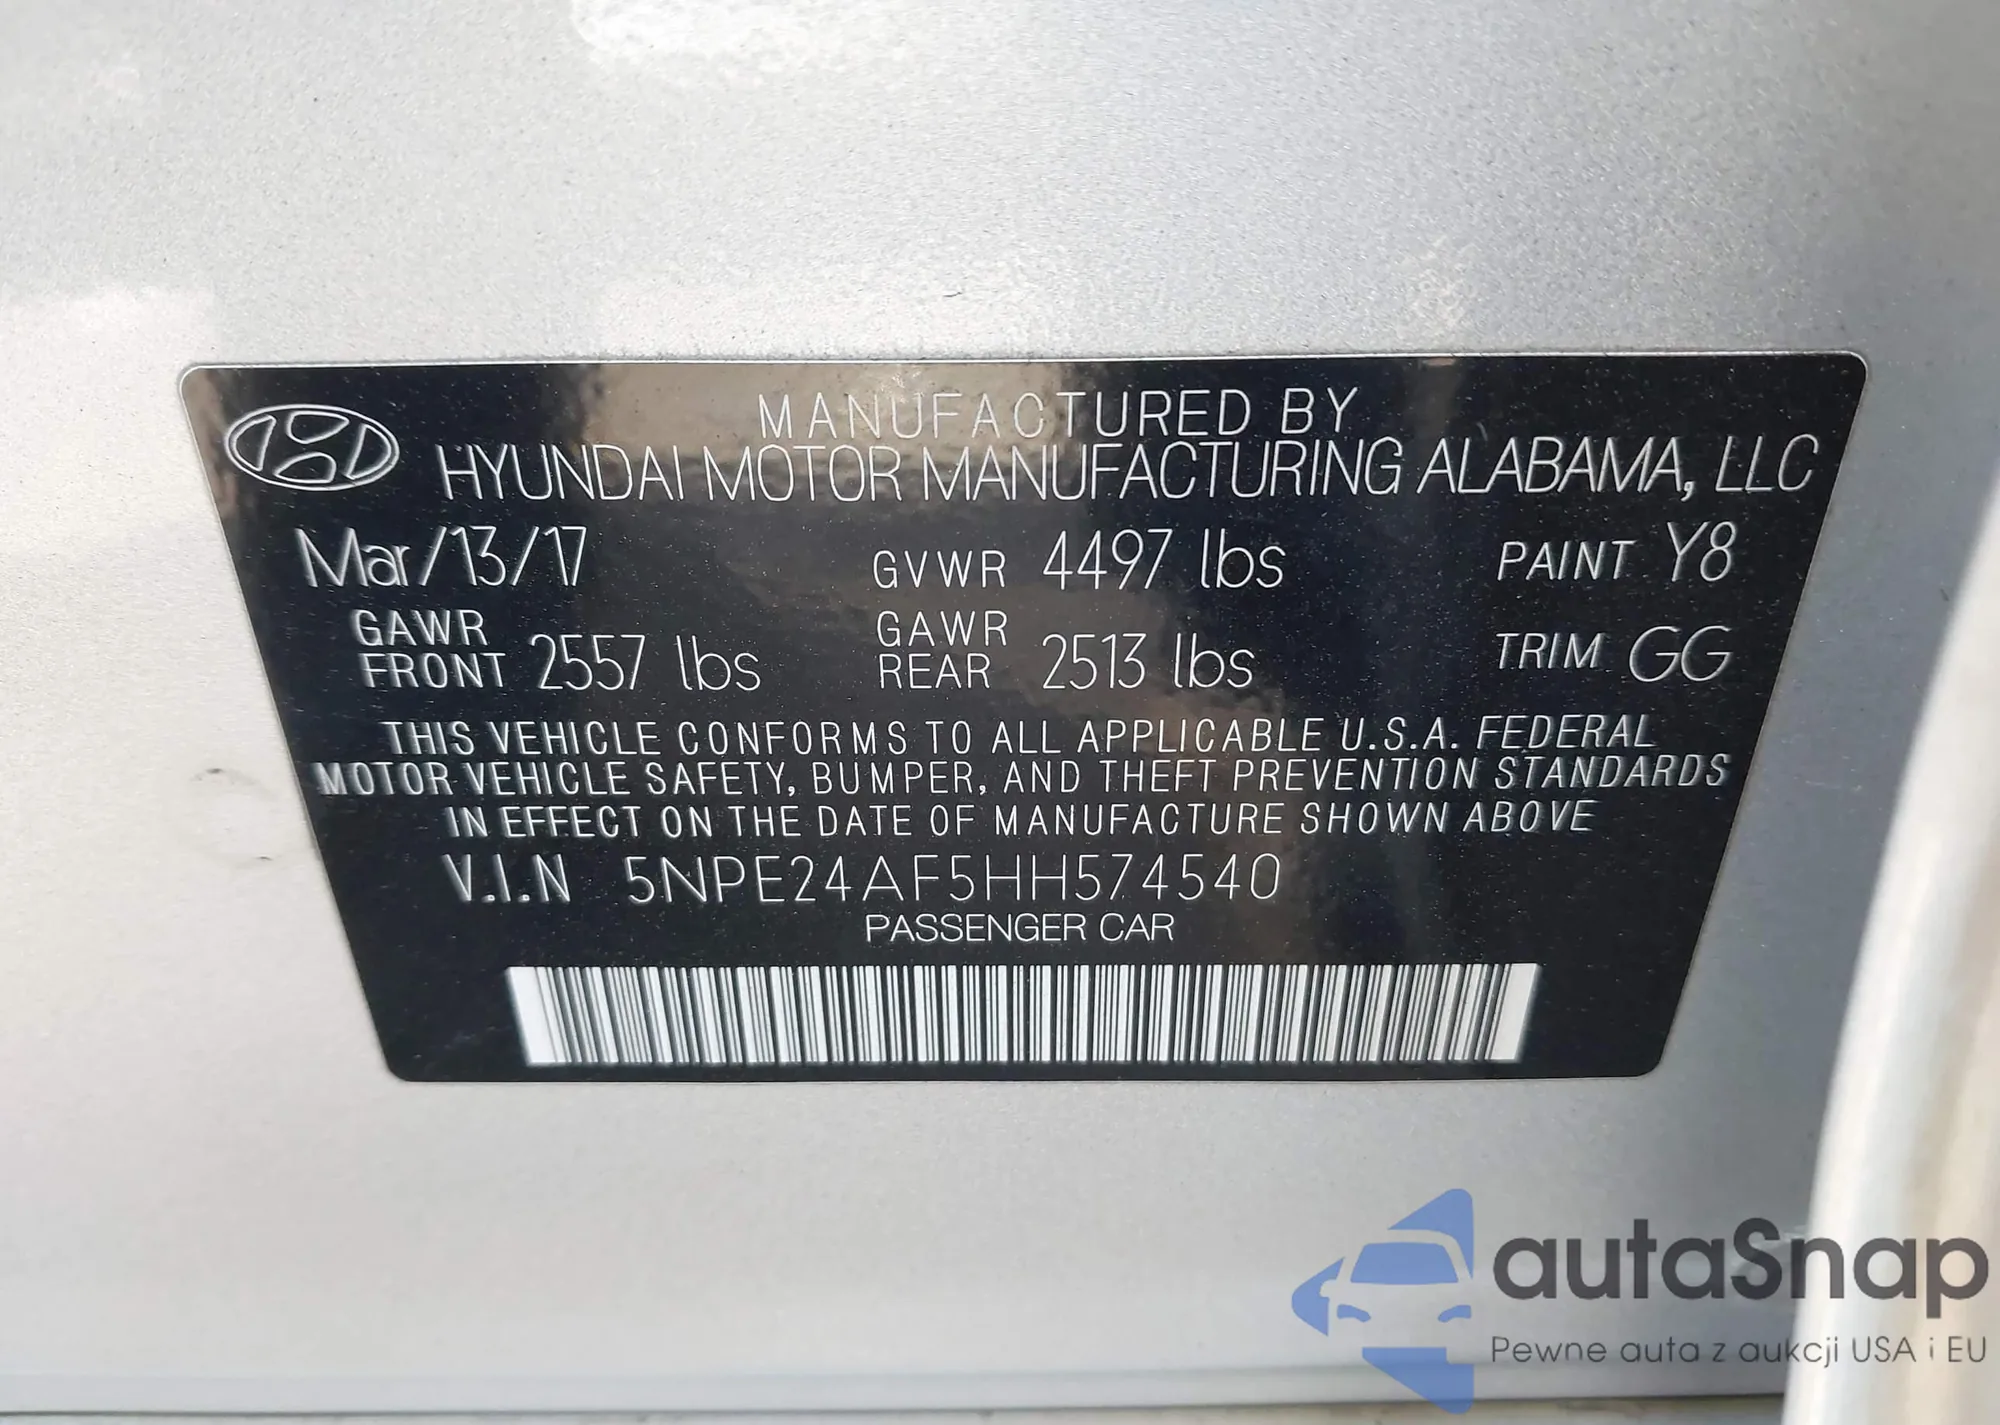 MANUFACTURED BY
HYUNDAI MOTOR MANUFACTURING ALABAMA, LLC
Mar/13/17 GVWR 4497 lbs PAINT Y8
GAWR FRONT 2557 lbs GAWR REAR 2513 lbs TRIM GG
THIS VEHICLE CONFORMS TO ALL APPLICABLE U.S.A. FEDERAL
MOTOR VEHICLE SAFETY, BUMPER, AND THEFT PREVENTION STANDARDS
IN EFFECT ON THE DATE OF MANUFACTURE SHOWN ABOVE
V.I.N 5NPE24AF5HH574540
PASSENGER CAR
autaSnap
Pewne auta z aukcji USA i EU